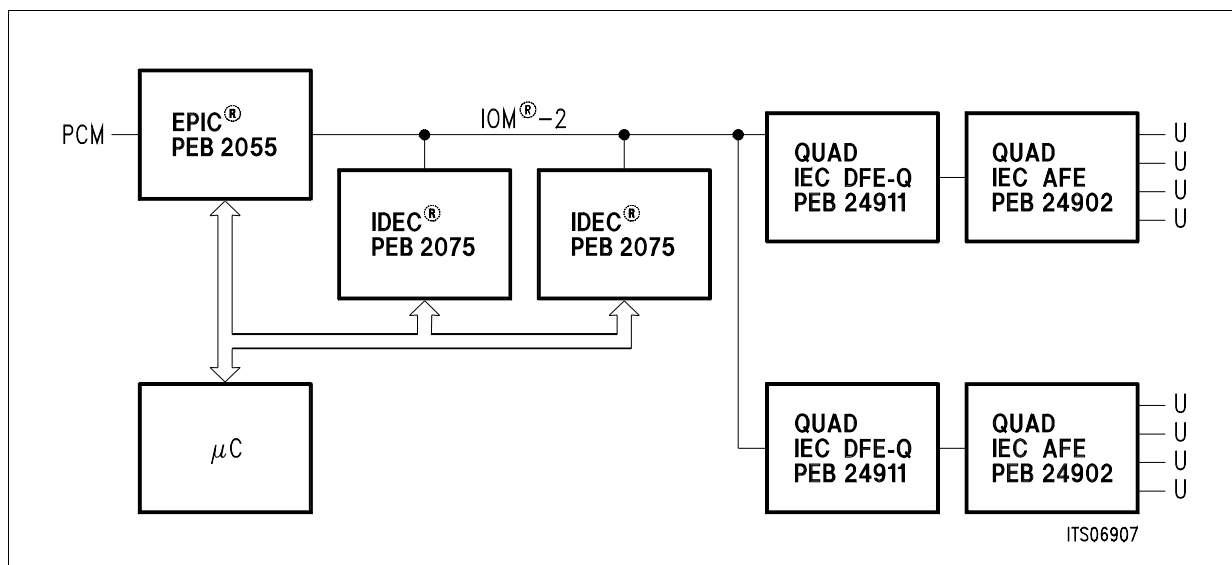 PCM
EPIC®
PEB 2055
IOM®-2
IDEC®
PEB 2075
IDEC®
PEB 2075
QUAD
IEC DFE-Q
PEB 24911
QUAD
IEC AFE
PEB 24902
U
U
U
U
μC
QUAD
IEC DFE-Q
PEB 24911
QUAD
IEC AFE
PEB 24902
U
U
U
U
ITS06907